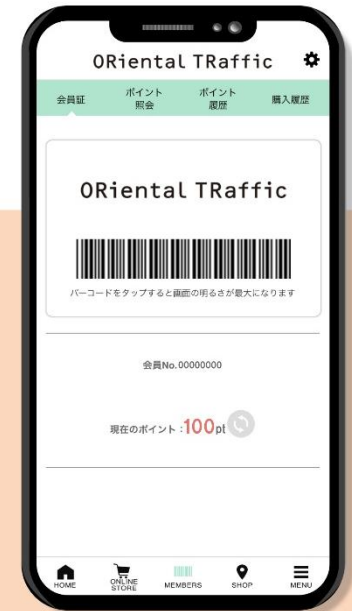 ORiental TRaffic
会員証
ポイント
照会
ポイント
履歴
購入履歴
ORiental TRaffic
バーコードをタップすると画面の明るさが最大になります
会員No.00000000
現在のポイント:100pt
HOME
ONLINE
STORE
MEMBERS
SHOP
MENU